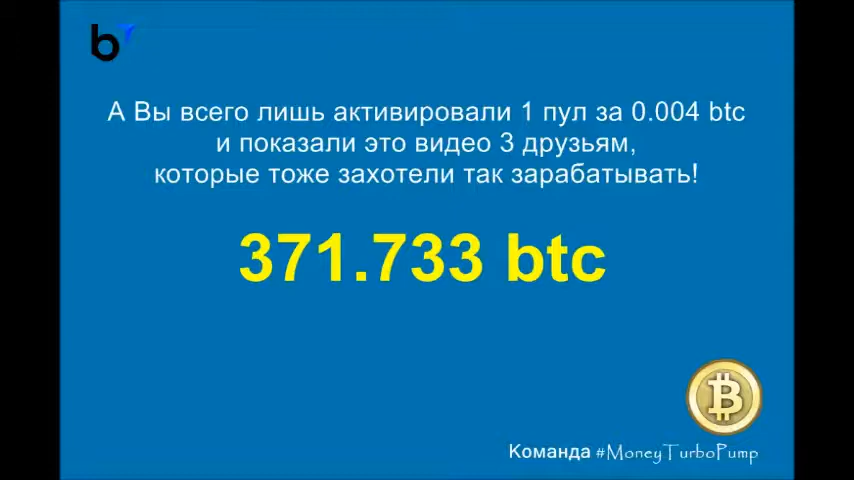 b
А Вы всего лишь активировали 1 пул за 0.004 btc
и показали это видео 3 друзьям,
которые тоже захотели так зарабатывать!
371.733 btc
Команда #MoneyTurboPump